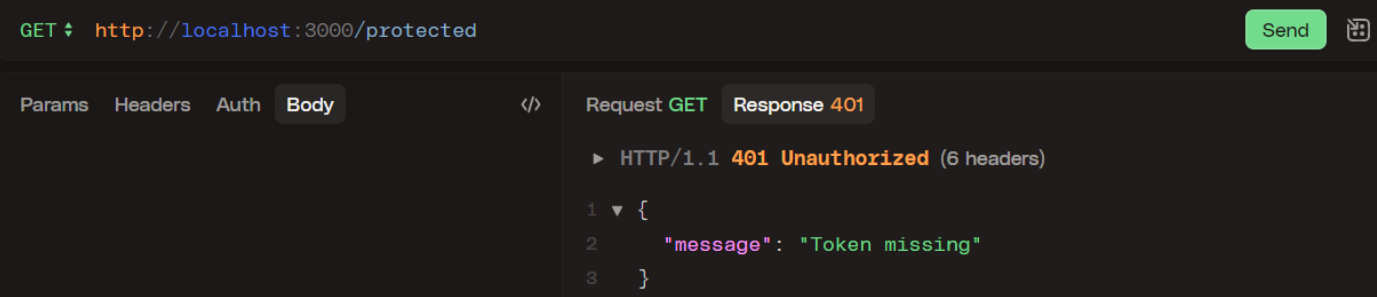 GET http://localhost:3000/protected Send
Params Headers Auth Body </>
Request GET Response 401
HTTP/1.1 401 Unauthorized (6 headers)
1 {
2 "message": "Token missing"
3 }